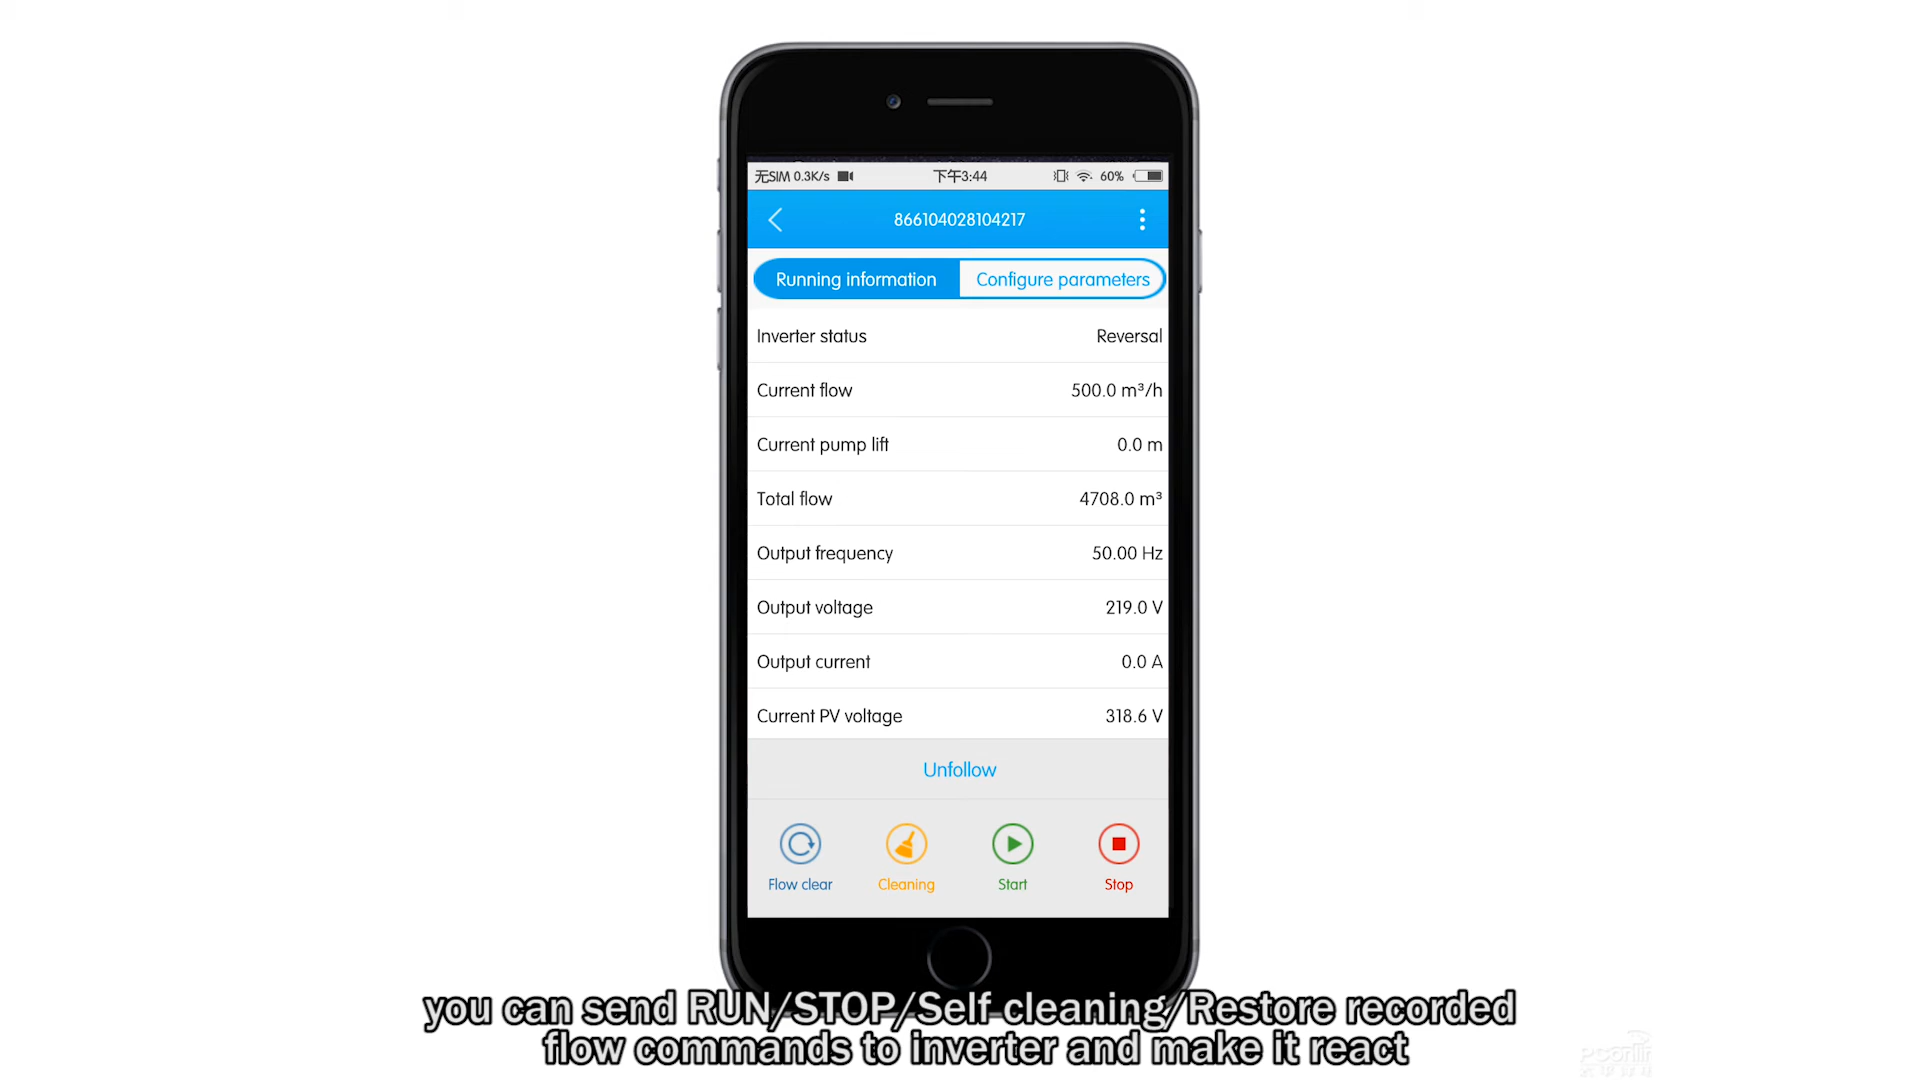 无SIM 0.3K/s 下午3:44 60%
866104028104217
Running information Configure parameters
Inverter status Reversal
Current flow 500.0 m³/h
Current pump lift 0.0 m
Total flow 4708.0 m³
Output frequency 50.00 Hz
Output voltage 219.0 V
Output current 0.0 A
Current PV voltage 318.6 V
Unfollow
Flow clear Cleaning Start Stop
you can send RUN/STOP/Self cleaning/Restore recorded
flow commands to inverter and make it react